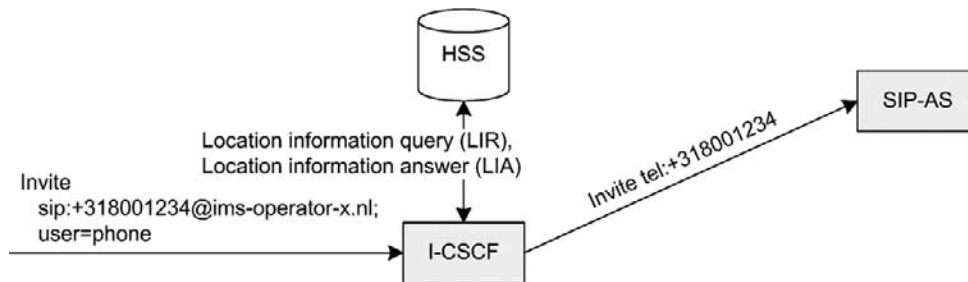 HSS
SIP-AS
Location information query (LIR),
Location information answer (LIA)
Invite tel:+318001234
Invite
sip:+318001234@ims-operator-x.nl;
user=phone
I-CSCF